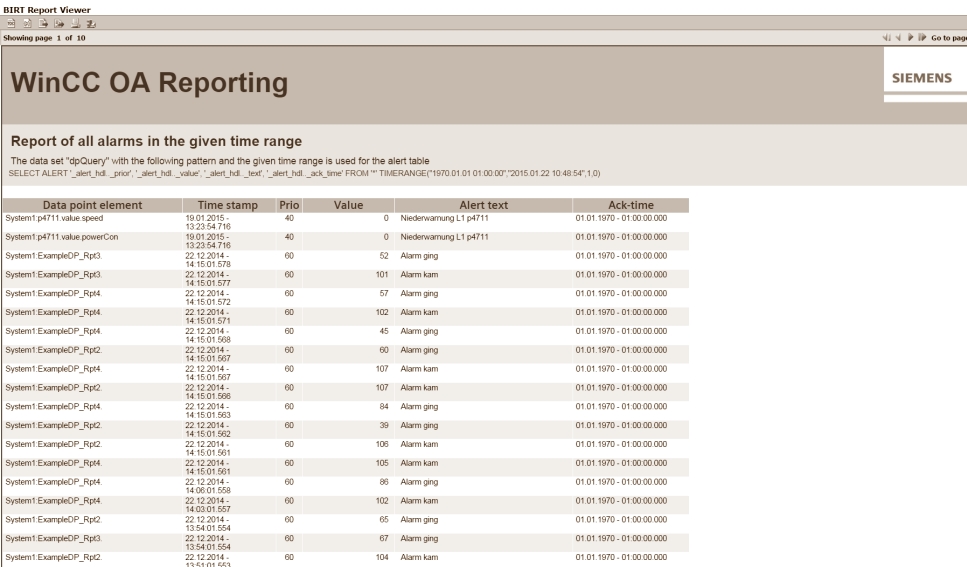 BIRT Report Viewer
Showing page 1 of 10
Go to page
WinCC OA Reporting
SIEMENS
Report of all alarms in the given time range
The data set "dpQuery" with the following pattern and the given time range is used for the alert table
SELECT ALERT '_alert_hdl.._prior', '_alert_hdl.._value', '_alert_hdl.._text', '_alert_hdl.._ack_time' FROM '*' TIMERANGE("1970.01.01 01:00:00","2015.01.22 10:48:54",1,0)
Data point element Time stamp Prio Value Alert text Ack-time
System1:p4711.value.speed 19.01.2015 - 40 0 Niederwarnung L1 p4711 01.01.1970 - 01:00:00.000
13:23:54.716
System1:p4711.value.powerCon 19.01.2015 - 40 0 Niederwarnung L1 p4711 01.01.1970 - 01:00:00.000
13:23:54.716
System1:ExampleDP_Rpt3. 22.12.2014 - 60 52 Alarm ging 01.01.1970 - 01:00:00.000
14:15:01.578
System1:ExampleDP_Rpt3. 22.12.2014 - 60 101 Alarm kam 01.01.1970 - 01:00:00.000
14:15:01.577
System1:ExampleDP_Rpt4. 22.12.2014 - 60 57 Alarm ging 01.01.1970 - 01:00:00.000
14:15:01.572
System1:ExampleDP_Rpt4. 22.12.2014 - 60 102 Alarm kam 01.01.1970 - 01:00:00.000
14:15:01.571
System1:ExampleDP_Rpt4. 22.12.2014 - 60 45 Alarm ging 01.01.1970 - 01:00:00.000
14:15:01.568
System1:ExampleDP_Rpt2. 22.12.2014 - 60 60 Alarm ging 01.01.1970 - 01:00:00.000
14:15:01.567
System1:ExampleDP_Rpt4. 22.12.2014 - 60 107 Alarm kam 01.01.1970 - 01:00:00.000
14:15:01.567
System1:ExampleDP_Rpt2. 22.12.2014 - 60 107 Alarm kam 01.01.1970 - 01:00:00.000
14:15:01.566
System1:ExampleDP_Rpt4. 22.12.2014 - 60 84 Alarm ging 01.01.1970 - 01:00:00.000
14:15:01.563
System1:ExampleDP_Rpt2. 22.12.2014 - 60 39 Alarm ging 01.01.1970 - 01:00:00.000
14:15:01.562
System1:ExampleDP_Rpt2. 22.12.2014 - 60 106 Alarm kam 01.01.1970 - 01:00:00.000
14:15:01.561
System1:ExampleDP_Rpt4. 22.12.2014 - 60 105 Alarm kam 01.01.1970 - 01:00:00.000
14:15:01.561
System1:ExampleDP_Rpt4. 22.12.2014 - 60 86 Alarm ging 01.01.1970 - 01:00:00.000
14:06:01.558
System1:ExampleDP_Rpt4. 22.12.2014 - 60 102 Alarm kam 01.01.1970 - 01:00:00.000
14:03:01.557
System1:ExampleDP_Rpt2. 22.12.2014 - 60 65 Alarm ging 01.01.1970 - 01:00:00.000
13:54:01.554
System1:ExampleDP_Rpt3. 22.12.2014 - 60 67 Alarm ging 01.01.1970 - 01:00:00.000
13:54:01.554
System1:ExampleDP_Rpt2. 22.12.2014 - 60 104 Alarm kam 01.01.1970 - 01:00:00.000
13:51:01.553